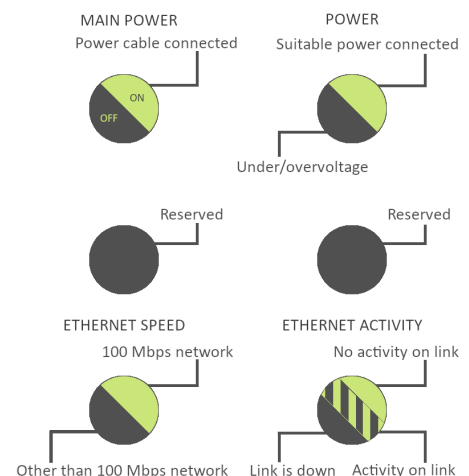 MAIN POWER
Power cable connected
ON
OFF
POWER
Suitable power connected
Under/overvoltage
Reserved
Reserved
ETHERNET SPEED
100 Mbps network
Other than 100 Mbps network
ETHERNET ACTIVITY
No activity on link
Link is down
Activity on link